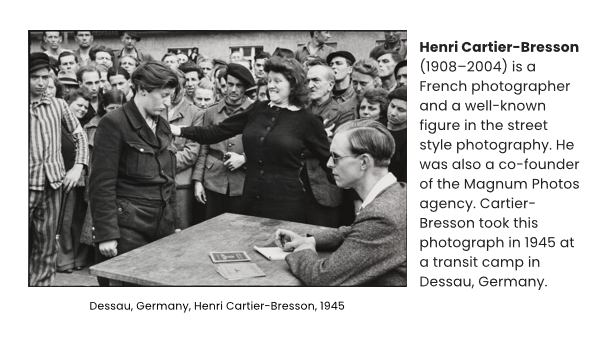 Henri Cartier-Bresson
(1908–2004) is a
French photographer
and a well-known
figure in the street
style photography. He
was also a co-founder
of the Magnum Photos
agency. Cartier-
Bresson took this
photograph in 1945 at
a transit camp in
Dessau, Germany.
Dessau, Germany, Henri Cartier-Bresson, 1945